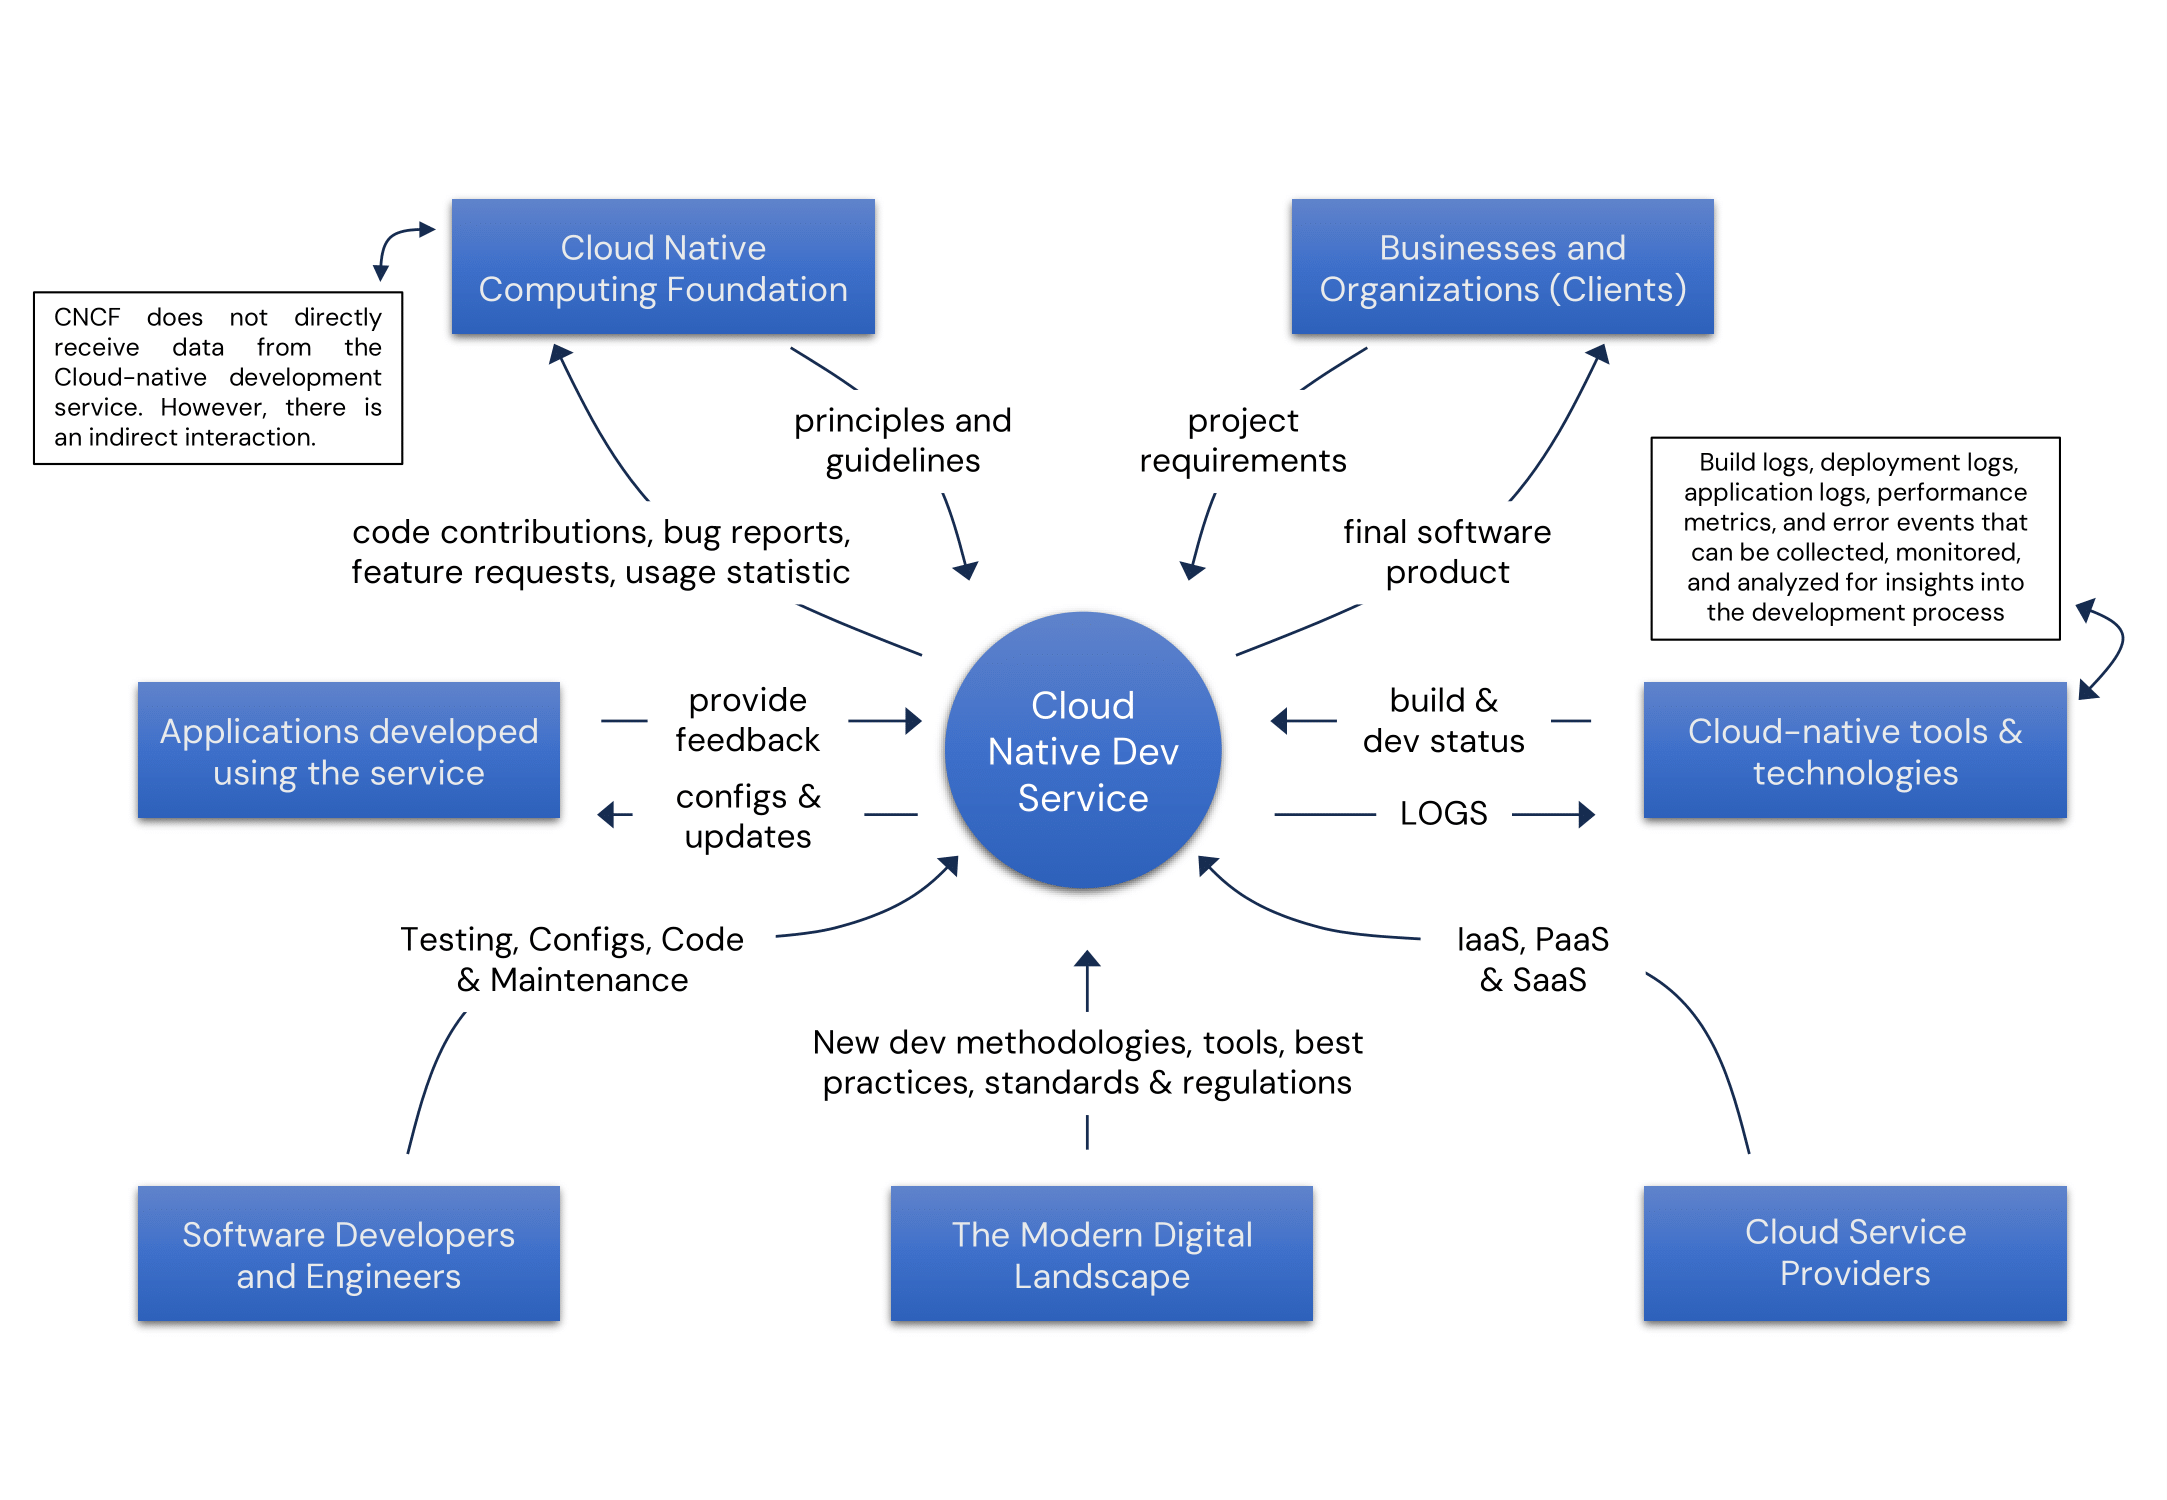 Cloud Native
Computing Foundation
Businesses and
Organizations (Clients)
CNCF does not directly
receive data from the
Cloud-native development
service. However, there is
an indirect interaction.
principles and
guidelines
project
requirements
Build logs, deployment logs,
application logs, performance
metrics, and error events that
can be collected, monitored,
and analyzed for insights into
the development process
code contributions, bug reports,
feature requests, usage statistic
final software
product
Applications developed
using the service
provide
feedback
configs &
updates
Cloud
Native Dev
Service
build &
dev status
LOGS
Cloud-native tools &
technologies
Testing, Configs, Code
& Maintenance
IaaS, PaaS
& SaaS
New dev methodologies, tools, best
practices, standards & regulations
Software Developers
and Engineers
The Modern Digital
Landscape
Cloud Service
Providers